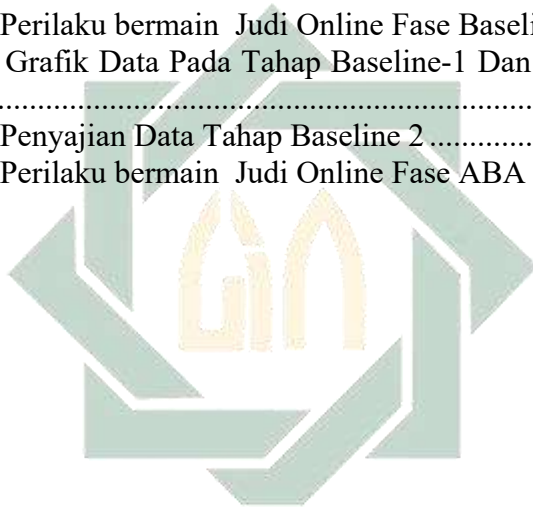 Perilaku bermain Judi Online Fase Baseli
Grafik Data Pada Tahap Baseline-1 Dan
................................................................
Penyajian Data Tahap Baseline 2.............
Perilaku bermain Judi Online Fase ABA